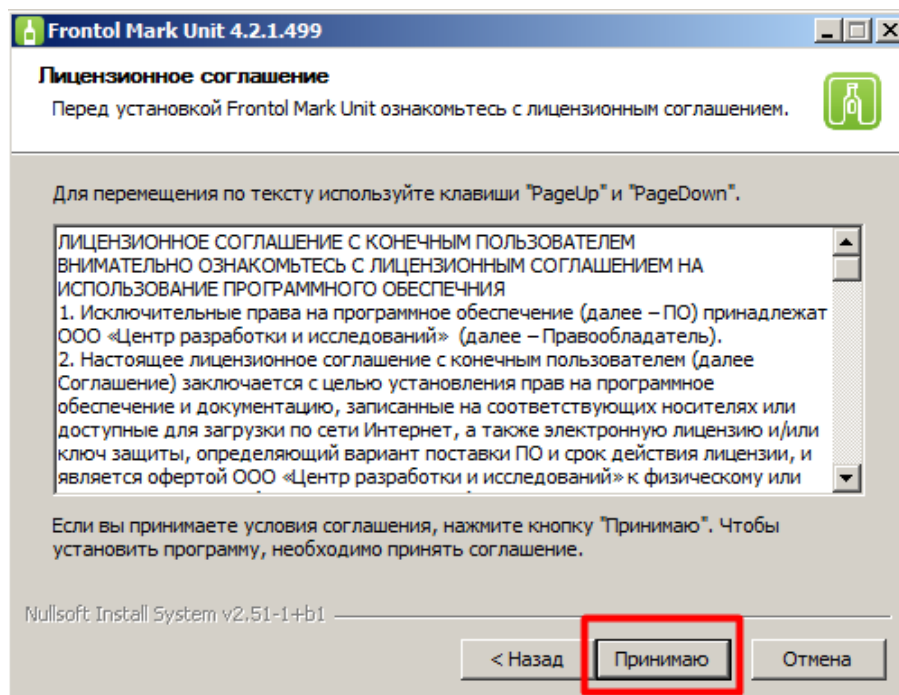 Frontol Mark Unit 4.2.1.499
Лицензионное соглашение
Перед установкой Frontol Mark Unit ознакомьтесь с лицензионным соглашением.
Для перемещения по тексту используйте клавиши "PageUp" и "PageDown".
ЛИЦЕНЗИОННОЕ СОГЛАШЕНИЕ С КОНЕЧНЫМ ПОЛЬЗОВАТЕЛЕМ
ВНИМАТЕЛЬНО ОЗНАКОМЬТЕСЬ С ЛИЦЕНЗИОННЫМ СОГЛАШЕНИЕМ НА
ИСПОЛЬЗОВАНИЕ ПРОГРАММНОГО ОБЕСПЕЧНИЯ
1. Исключительные права на программное обеспечение (далее – ПО) принадлежат
ООО «Центр разработки и исследований» (далее – Правообладатель).
2. Настоящее лицензионное соглашение с конечным пользователем (далее
Соглашение) заключается с целью установления прав на программное
обеспечение и документацию, записанные на соответствующих носителях или
доступные для загрузки по сети Интернет, а также электронную лицензию и/или
ключ защиты, определяющий вариант поставки ПО и срок действия лицензии, и
является офертой ООО «Центр разработки и исследований» к физическому или
Если вы принимаете условия соглашения, нажмите кнопку "Принимаю". Чтобы
установить программу, необходимо принять соглашение.
Nullsoft Install System v2.51-1+b1
< Назад Принимаю Отмена